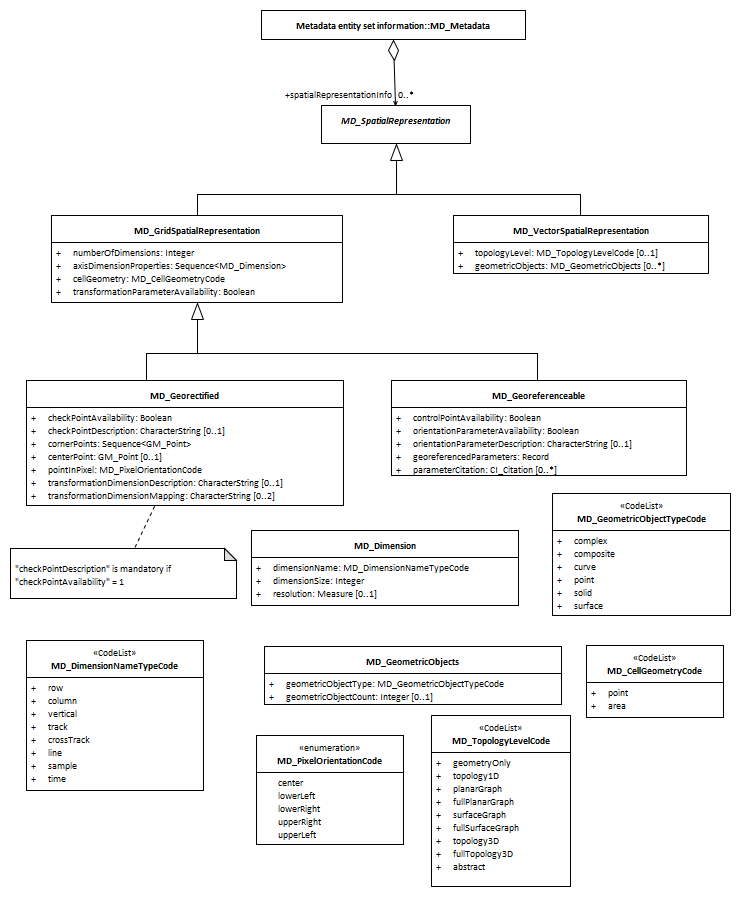 Metadata entity set information::MD_Metadata
+spatialRepresentationInfo 0..*
MD_SpatialRepresentation
MD_GridSpatialRepresentation
+ numberOfDimensions: Integer
+ axisDimensionProperties: Sequence<MD_Dimension>
+ cellGeometry: MD_CellGeometryCode
+ transformationParameterAvailability: Boolean
MD_VectorSpatialRepresentation
+ topologyLevel: MD_TopologyLevelCode [0..1]
+ geometricObjects: MD_GeometricObjects [0..*]
MD_Georectified
+ checkPointAvailability: Boolean
+ checkPointDescription: CharacterString [0..1]
+ cornerPoints: Sequence<GM_Point>
+ centerPoint: GM_Point [0..1]
+ pointInPixel: MD_PixelOrientationCode
+ transformationDimensionDescription: CharacterString [0..1]
+ transformationDimensionMapping: CharacterString [0..2]
MD_Georeferenceable
+ controlPointAvailability: Boolean
+ orientationParameterAvailability: Boolean
+ orientationParameterDescription: CharacterString [0..1]
+ georeferencedParameters: Record
+ parameterCitation: CI_Citation [0..*]
«CodeList»
MD_GeometricObjectTypeCode
+ complex
+ composite
+ curve
+ point
+ solid
+ surface
"checkPointDescription" is mandatory if
"checkPointAvailability" = 1
MD_Dimension
+ dimensionName: MD_DimensionNameTypeCode
+ dimensionSize: Integer
+ resolution: Measure [0..1]
«CodeList»
MD_DimensionNameTypeCode
+ row
+ column
+ vertical
+ track
+ crossTrack
+ line
+ sample
+ time
MD_GeometricObjects
+ geometricObjectType: MD_GeometricObjectTypeCode
+ geometricObjectCount: Integer [0..1]
«CodeList»
MD_CellGeometryCode
+ point
+ area
«enumeration»
MD_PixelOrientationCode
center
lowerLeft
lowerRight
upperRight
upperLeft
«CodeList»
MD_TopologyLevelCode
+ geometryOnly
+ topology1D
+ planarGraph
+ fullPlanarGraph
+ surfaceGraph
+ fullSurfaceGraph
+ topology3D
+ fullTopology3D
+ abstract